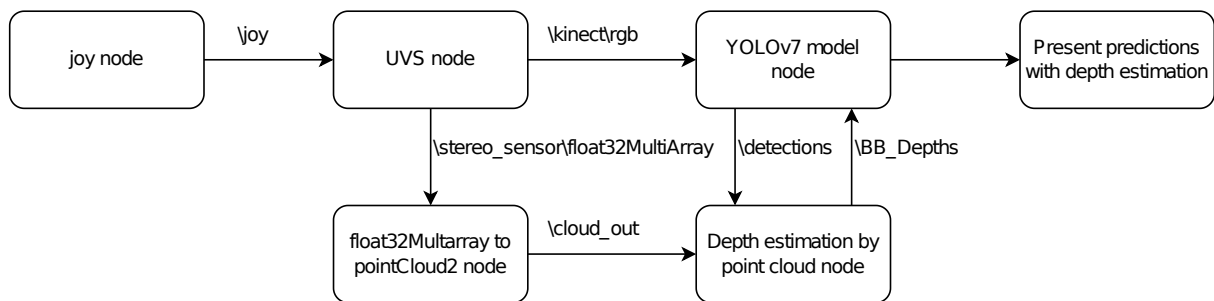 \joy
\kinect\rgb
joy node
UVS node
YOLOv7 model
node
Present predictions
with depth estimation
\stereo_sensor\float32MultiArray
\detections
\BB_Depths
\cloud_out
float32Multarray to
pointCloud2 node
Depth estimation by
point cloud node